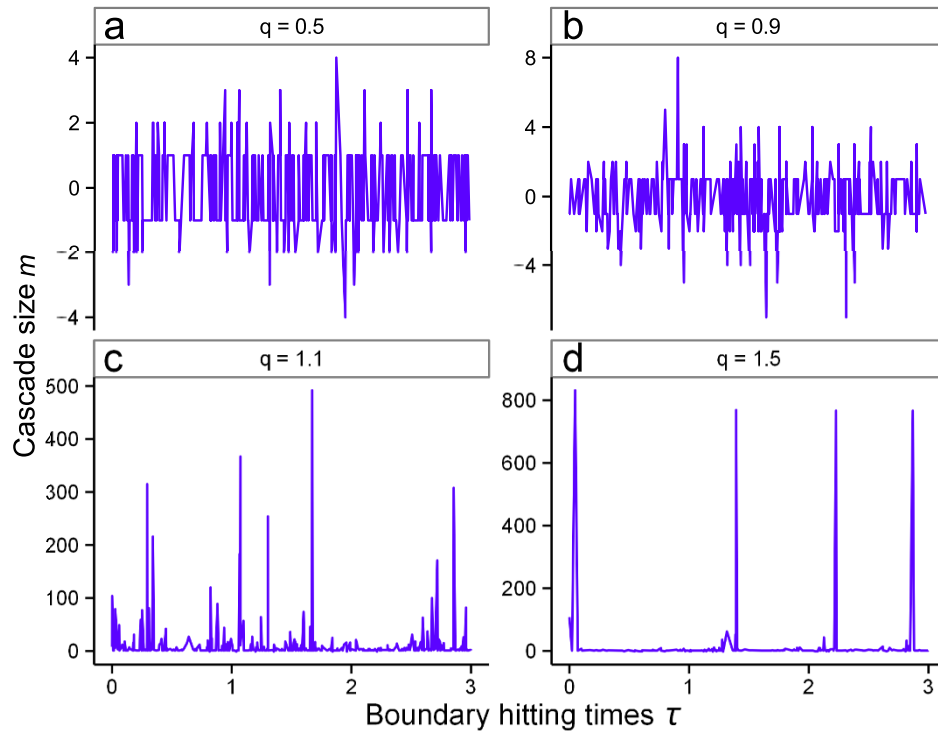 a
q = 0.5
b
q = 0.9
4
2
0
−2
−4
8
4
0
−4
c
q = 1.1
d
q = 1.5
500
400
300
200
100
0
800
600
400
200
0
0 1 2 3
0 1 2 3
Cascade size m
Boundary hitting times τ